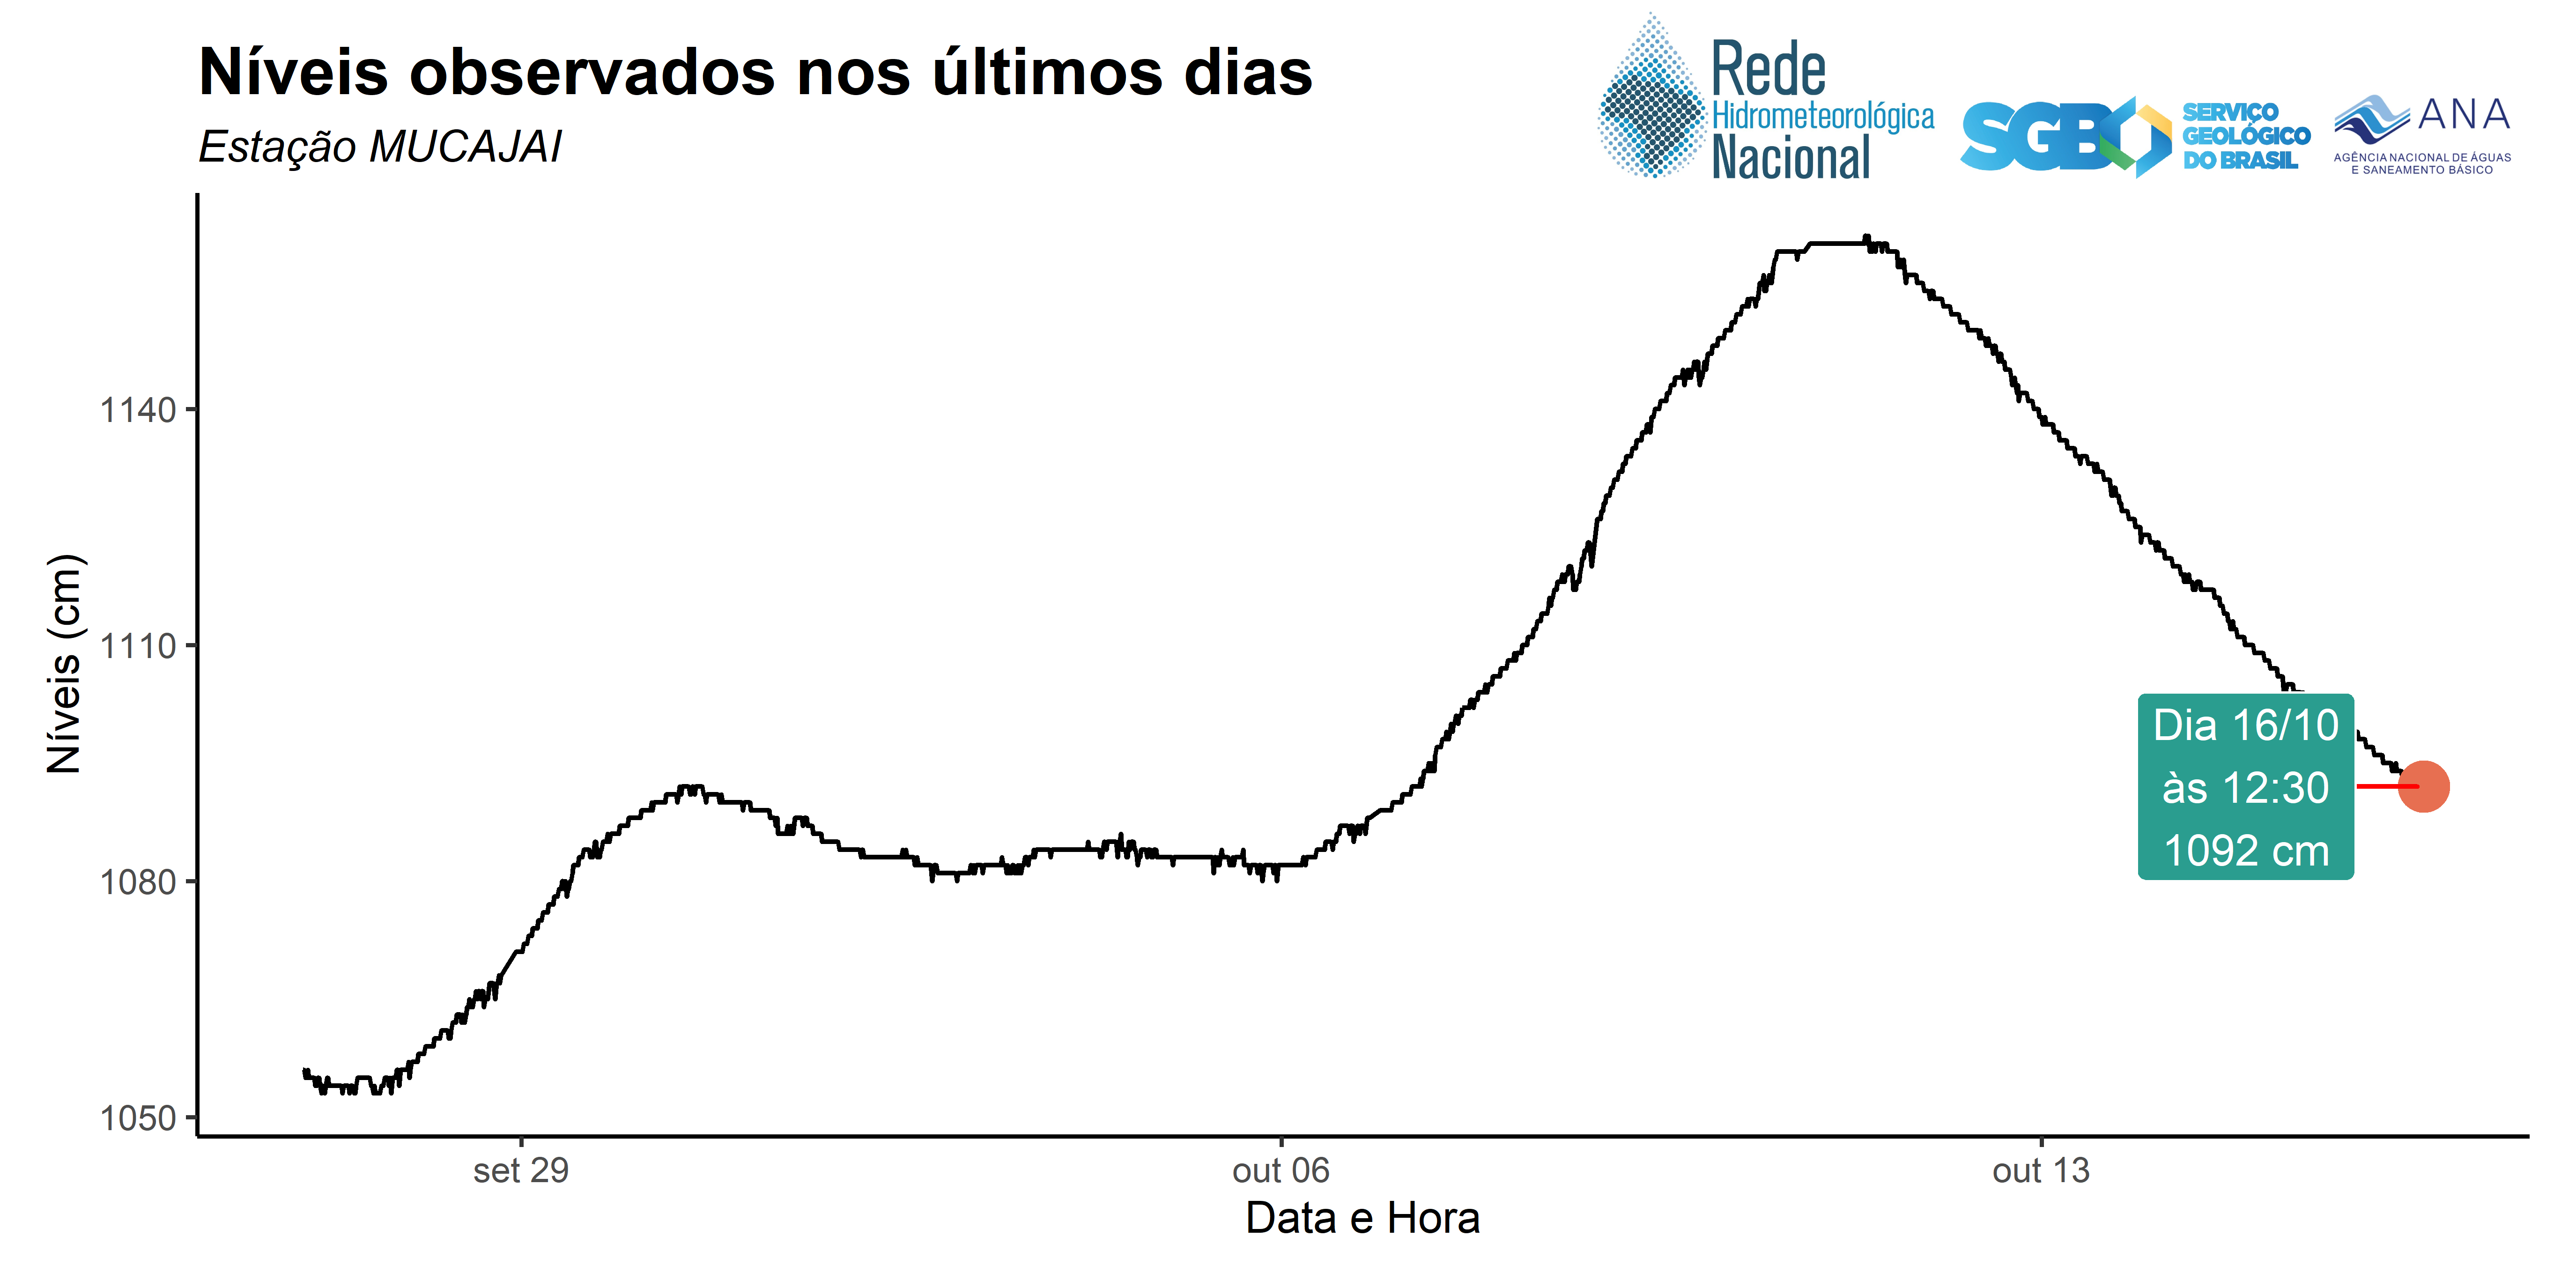 Níveis observados nos últimos dias
Estação MUCAJAI
Rede
Hidrometeorológica
Nacional
SGB
SERVIÇO
GEOLÓGICO
DO BRASIL
ANA
AGÊNCIA NACIONAL DE ÁGUAS
E SANEAMENTO BÁSICO
Níveis (cm)
1140
1110
1080
1050
Dia 16/10
às 12:30
1092 cm
set 29
out 06
out 13
Data e Hora